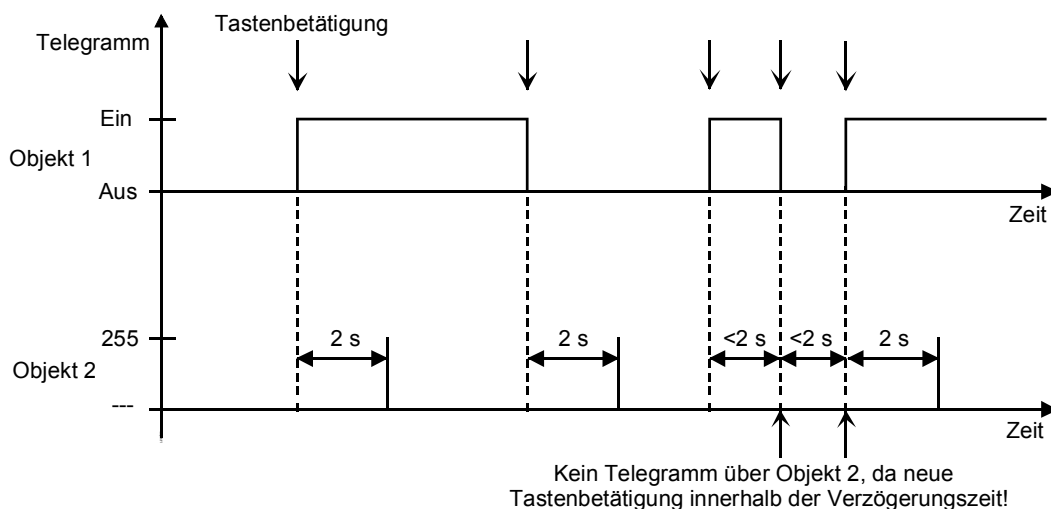 Tastenbetätigung
Telegramm
Ein
Objekt 1
Aus
Zeit
255
2 s
2 s
<2 s
<2 s
2 s
Objekt 2
---
Zeit
Kein Telegramm über Objekt 2, da neue
Tastenbetätigung innerhalb der Verzögerungszeit!